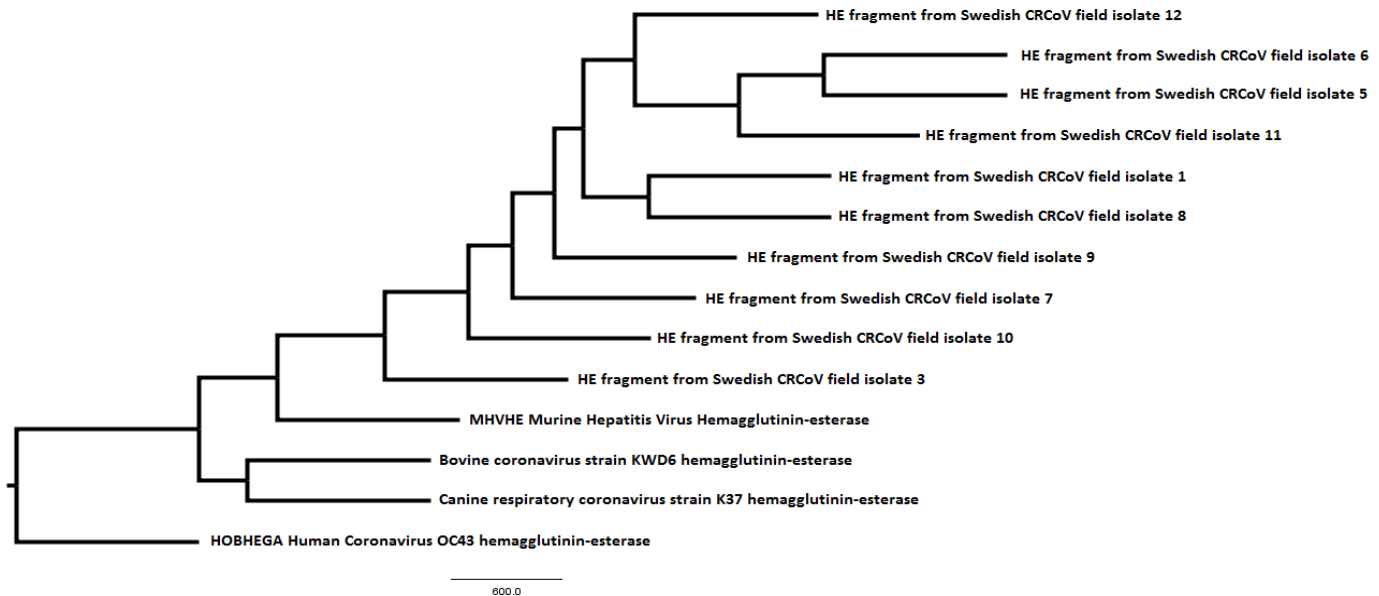 HE fragment from Swedish CRCoV field isolate 12
HE fragment from Swedish CRCoV field isolate 6
HE fragment from Swedish CRCoV field isolate 5
HE fragment from Swedish CRCoV field isolate 11
HE fragment from Swedish CRCoV field isolate 1
HE fragment from Swedish CRCoV field isolate 8
HE fragment from Swedish CRCoV field isolate 9
HE fragment from Swedish CRCoV field isolate 7
HE fragment from Swedish CRCoV field isolate 10
HE fragment from Swedish CRCoV field isolate 3
MHVHE Murine Hepatitis Virus Hemagglutinin-esterase
Bovine coronavirus strain KWD6 hemagglutinin-esterase
Canine respiratory coronavirus strain K37 hemagglutinin-esterase
HOBHEGA Human Coronavirus OC43 hemagglutinin-esterase
600.0